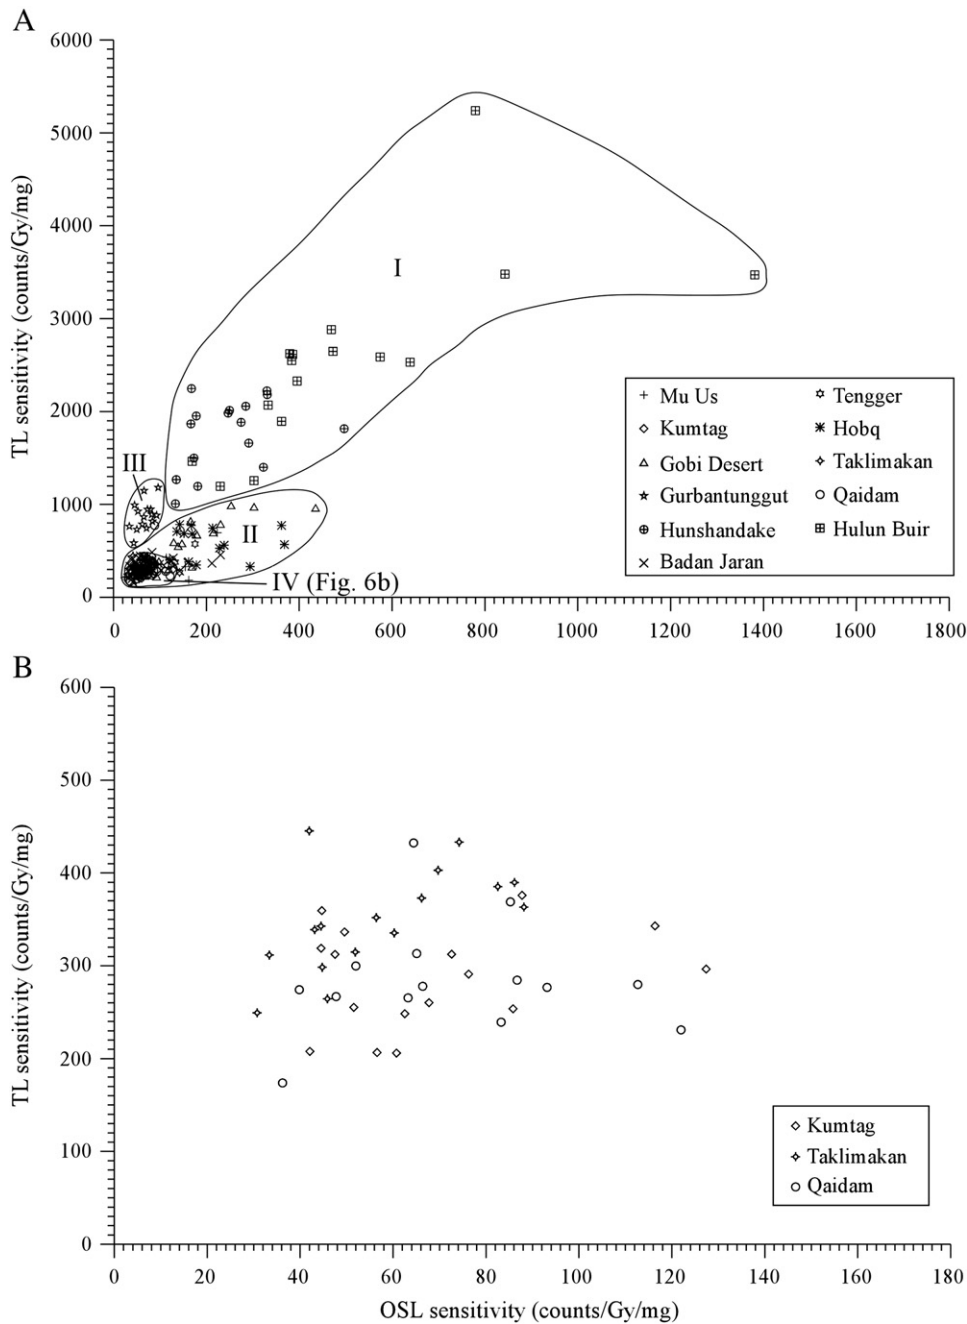 A
6000
5000
4000
3000
2000
1000
0
TL sensitivity (counts/Gy/mg)
I
III
II
IV (Fig. 6b)
Mu Us
Tengger
Kumtag
Hobq
Gobi Desert
Taklimakan
Gurbantunggut
Qaidam
Hunshandake
Hulun Buir
Badan Jaran
0 200 400 600 800 1000 1200 1400 1600 1800
B
600
500
400
300
200
100
0
TL sensitivity (counts/Gy/mg)
Kumtag
Taklimakan
Qaidam
0 20 40 60 80 100 120 140 160 180
OSL sensitivity (counts/Gy/mg)